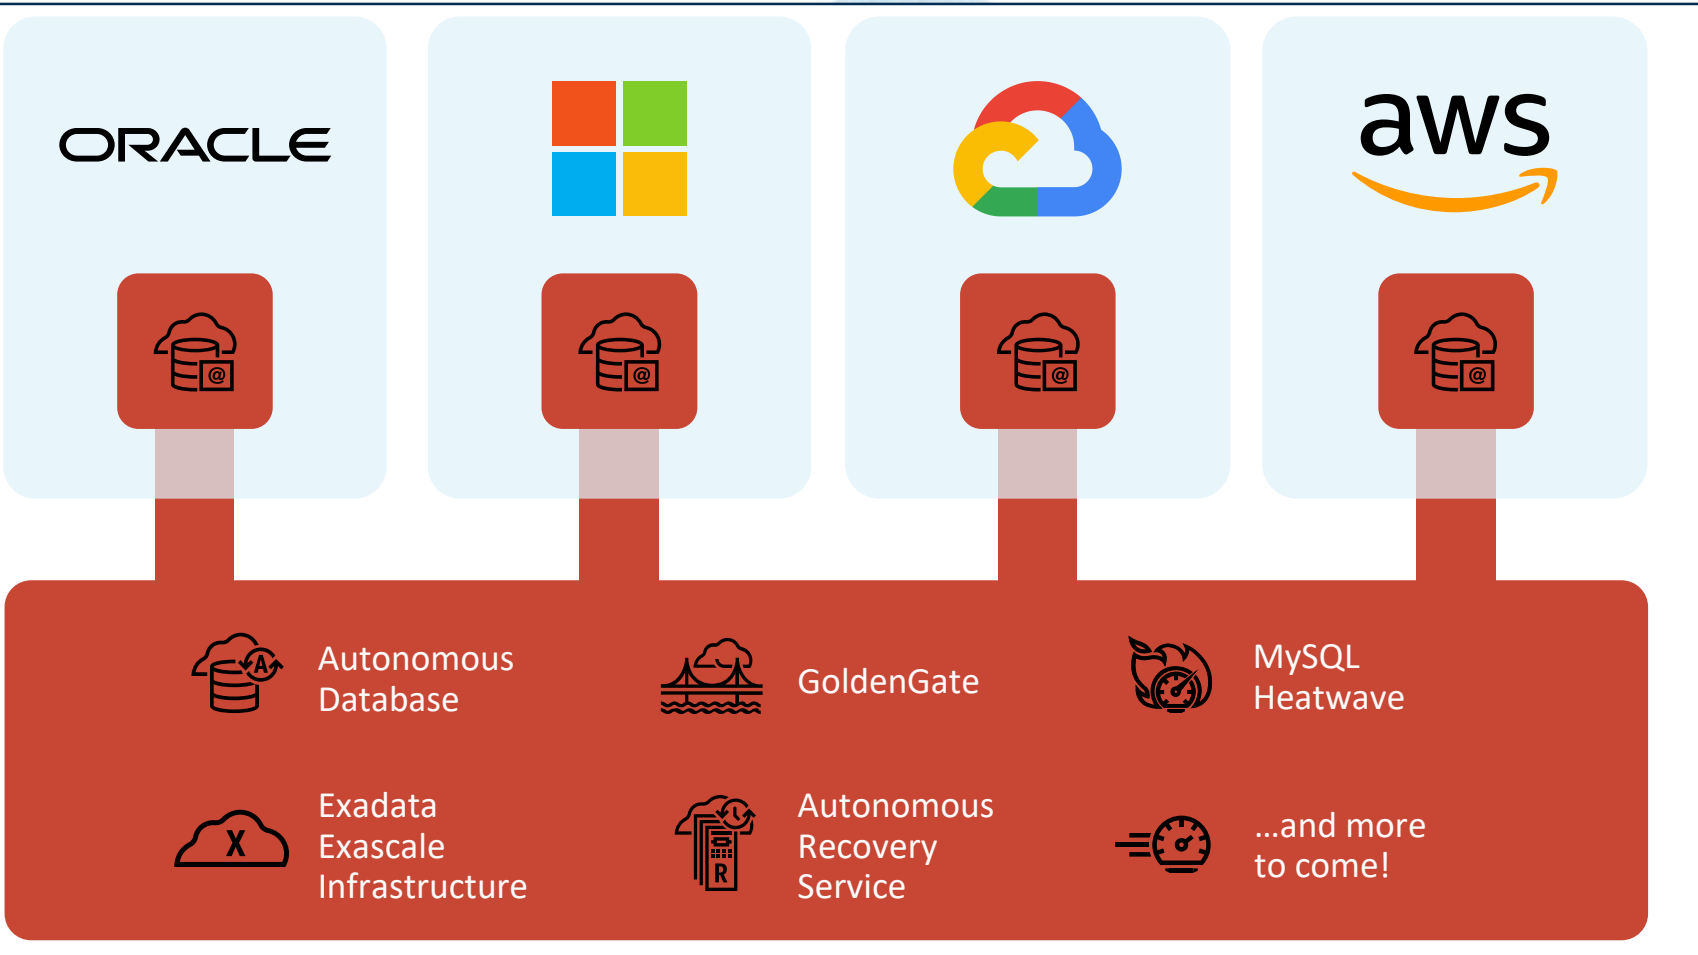 ORACLE
aws
@
@
@
@
A
Autonomous
Database
GoldenGate
MySQL
Heatwave
X
Exadata
Exascale
Infrastructure
R
Autonomous
Recovery
Service
...and more
to come!